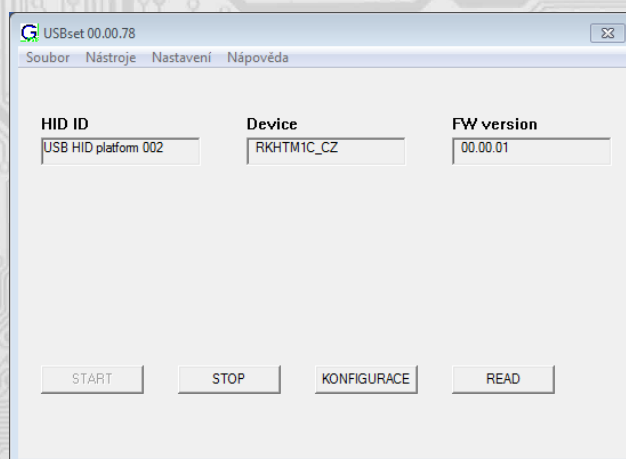 USBset 00.00.78
Soubor Nástroje Nastavení Nápověda
HID ID Device FW version
USB HID platform 002 RKHTM1C_CZ 00.00.01
START STOP KONFIGURACE READ